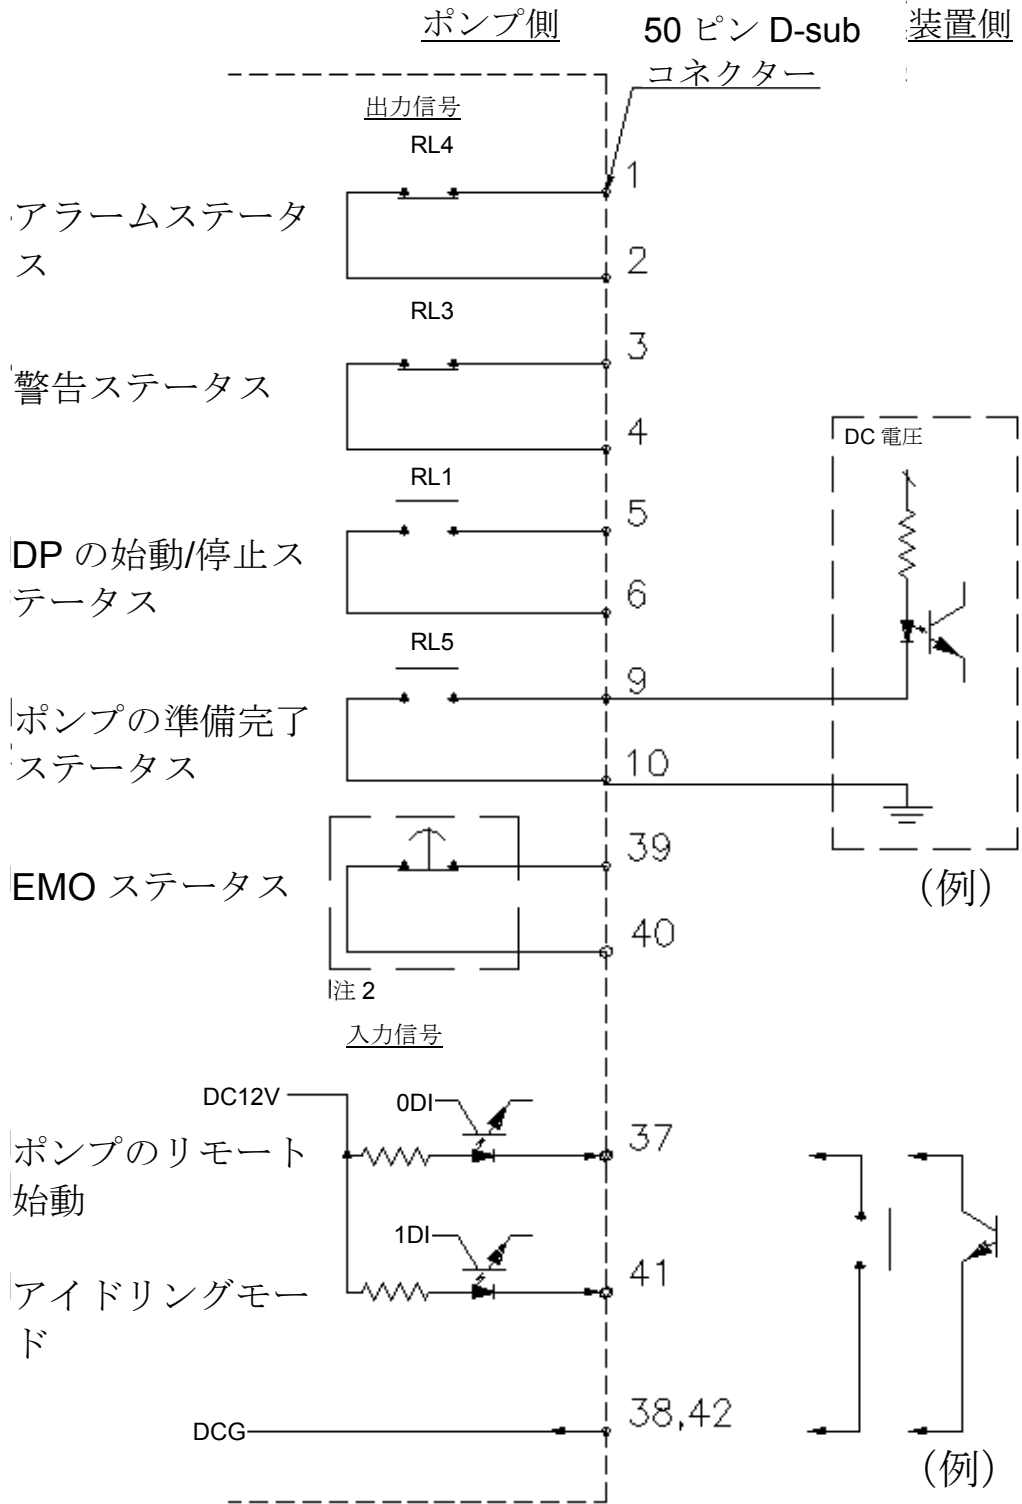 ポンプ側
50 ピン D-sub
コネクター
装置側
出力信号
RL4
1
アラームステータ
ス
2
RL3
3
警告ステータス
4
DC 電圧
RL1
5
DP の始動/停止ス
テータス
6
RL5
9
ポンプの準備完了
ステータス
10
39
EMO ステータス
(例)
40
注 2
入力信号
DC12V
0DI
37
ポンプのリモート
始動
1DI
41
アイドリングモー
ド
38,42
DCG
(例)